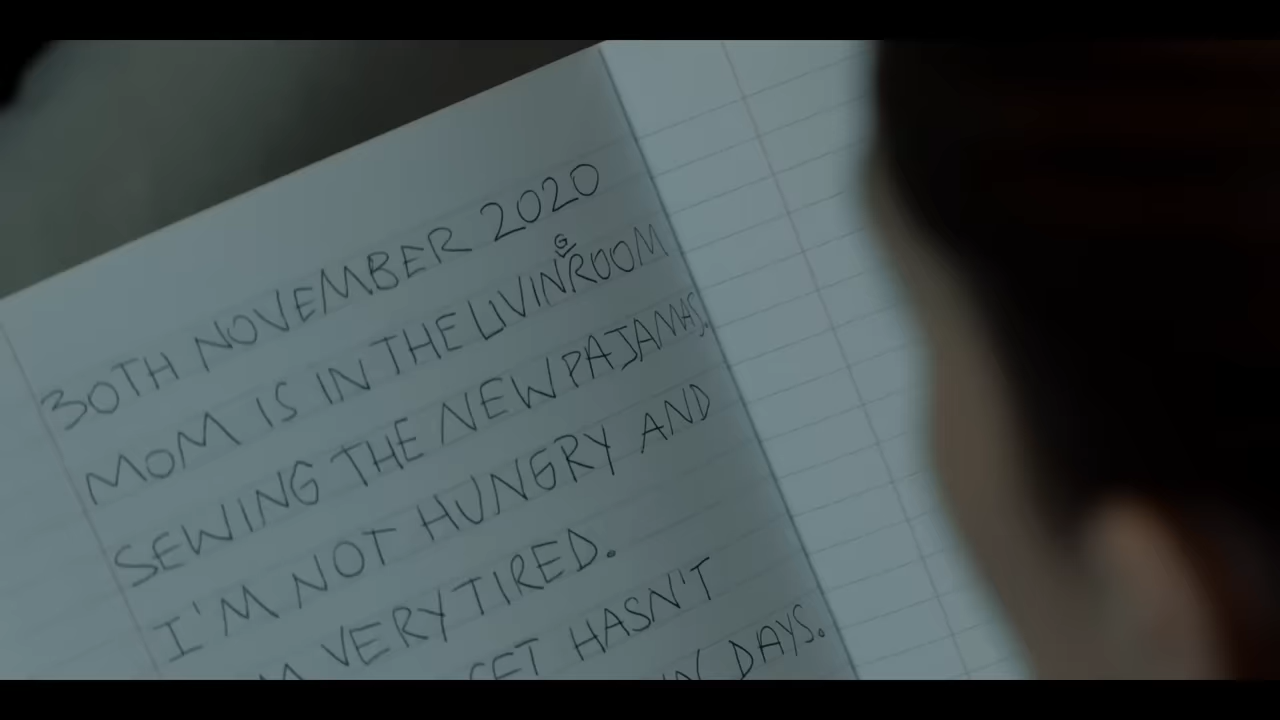 30TH NOVEMBER 2020
MOM IS IN THE LIVINGROOM
SEWING THE NEW PAJAMAS.
I'M NOT HUNGRY AND
VERY TIRED.
HASN'T
DAYS.